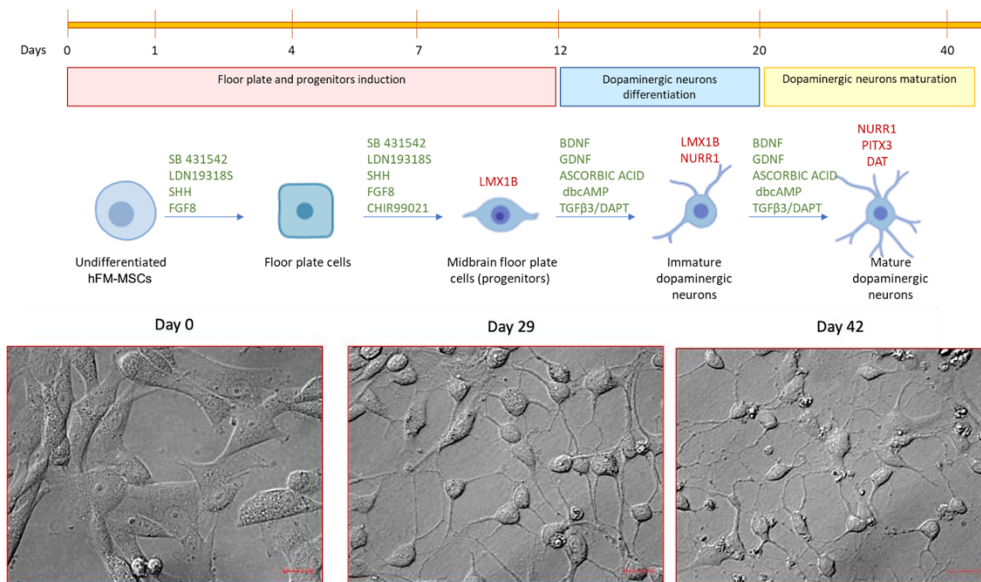 Days 0 1 4 7 12 20 40
Floor plate and progenitors induction
Dopaminergic neurons
differentiation
Dopaminergic neurons maturation
SB 431542
LDN19318S
SHH
FGF8
SB 431542
LDN19318S
SHH
FGF8
CHIR99021
LMX1B
BDNF
GDNF
ASCORBIC ACID
dbcAMP
TGFβ3/DAPT
LMX1B
NURR1
BDNF
GDNF
ASCORBIC ACID
dbcAMP
TGFβ3/DAPT
NURR1
PITX3
DAT
Undifferentiated
hFM-MSCs
Floor plate cells
Midbrain floor plate
cells (progenitors)
Immature
dopaminergic
neurons
Mature
dopaminergic
neurons
Day 0
Day 29
Day 42